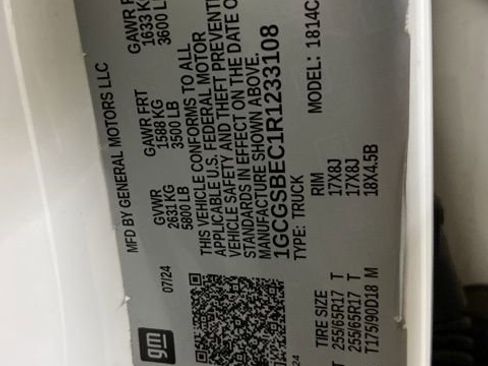 gm
MFD BY GENERAL MOTORS LLC
07/24
GVWR
2631 KG
5800 LB
GAWR FRT
1588 KG
3500 LB
GAWR
1633 KG
3600 L
THIS VEHICLE CONFORMS TO ALL
APPLICABLE U.S. FEDERAL MOTOR
VEHICLE SAFETY AND THEFT PREVENTI
STANDARDS IN EFFECT ON THE DATE O
MANUFACTURE SHOWN ABOVE.
1GCGSBEC1R1233108
TYPE: TRUCK
MODEL: 1814C
TIRE SIZE
RIM
255/65R17 T
17X8J
255/65R17 T
17X8J
T175/90D18 M
18X4.5B